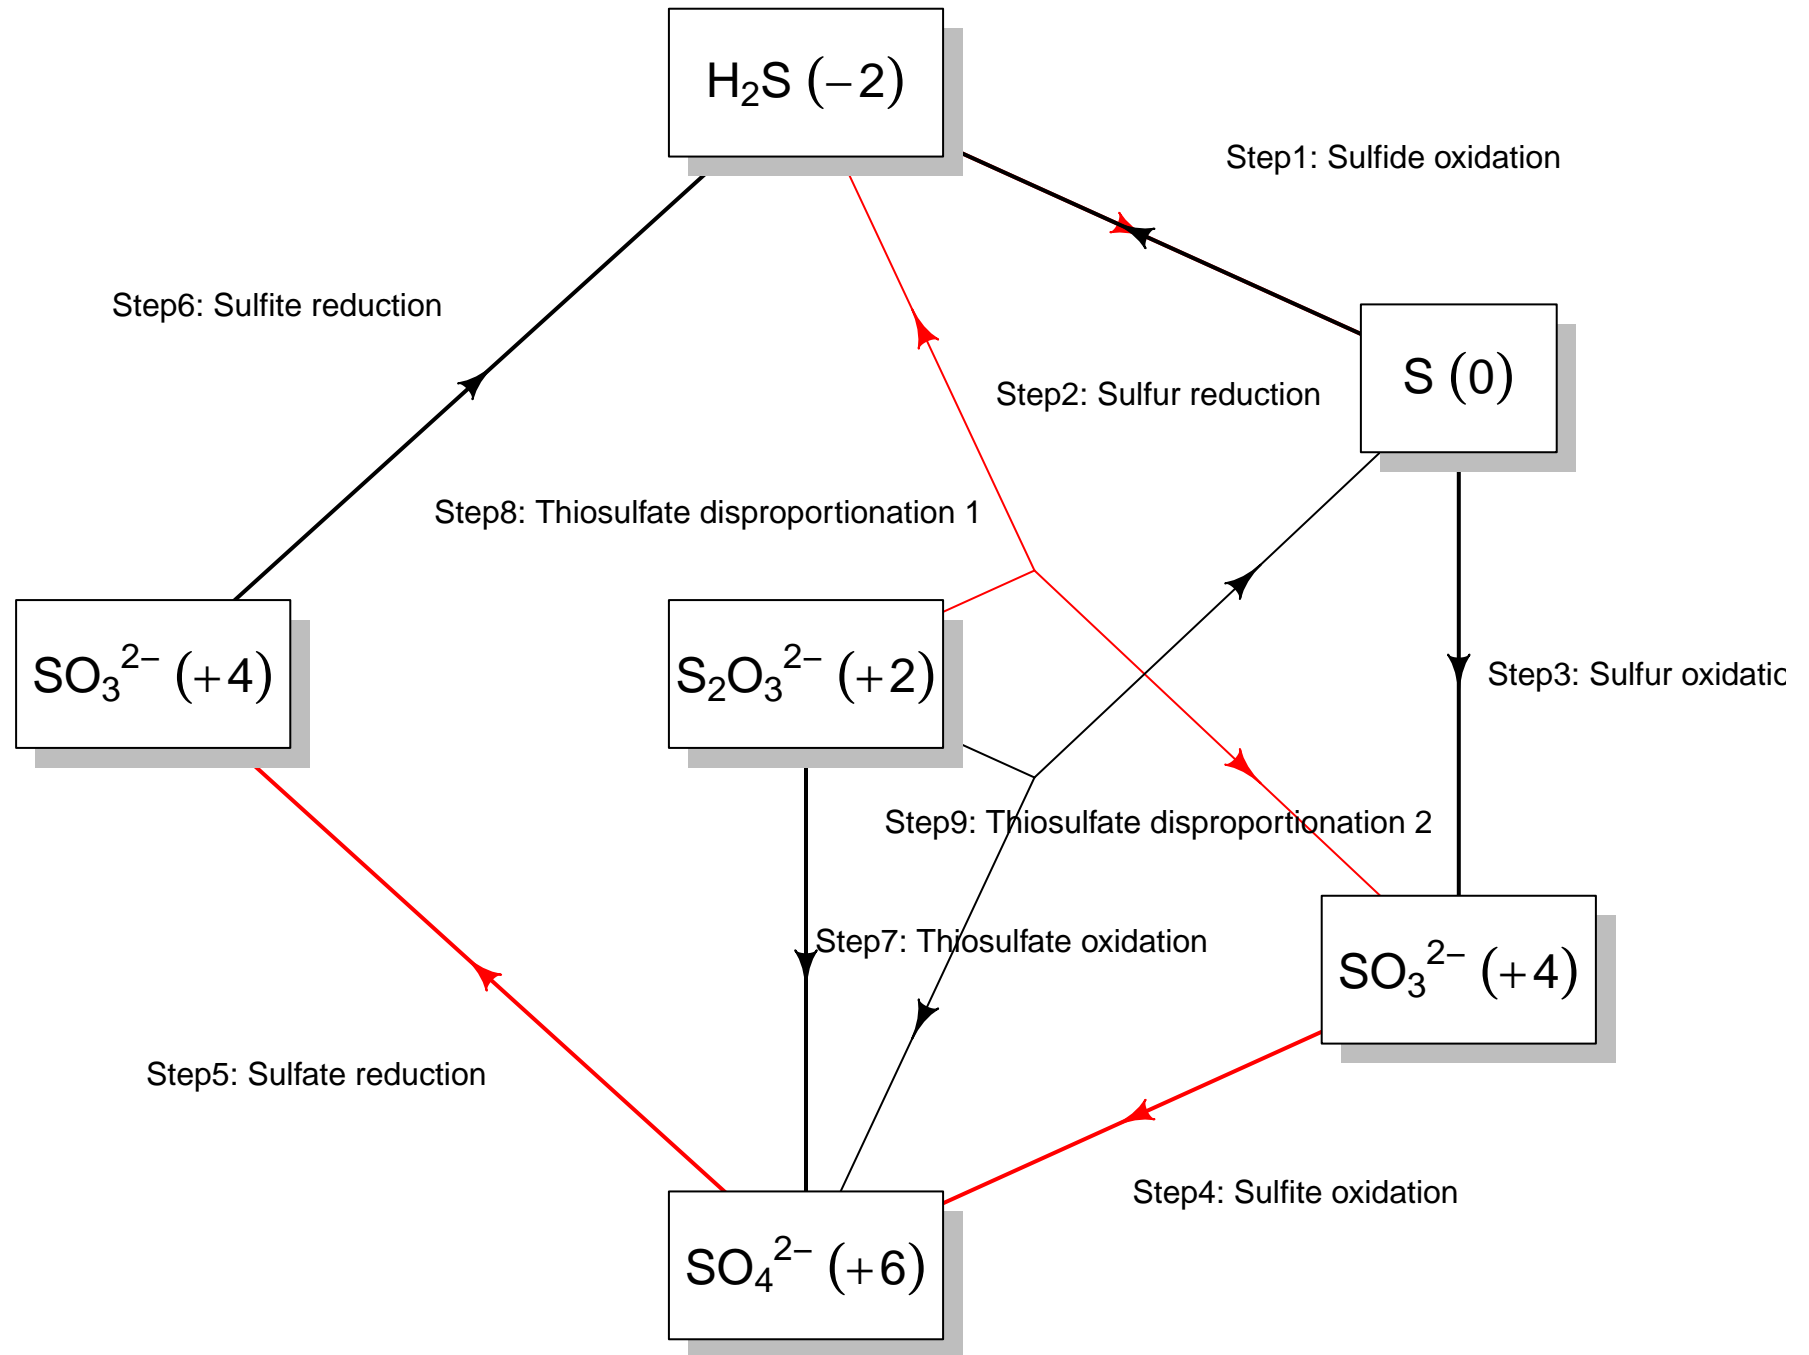 H₂S (−2)
Step1: Sulfide oxidation
Step6: Sulfite reduction
S (0)
Step2: Sulfur reduction
Step8: Thiosulfate disproportionation 1
SO₃²⁻ (+4)
S₂O₃²⁻ (+2)
Step3: Sulfur oxidatio
Step9: Thiosulfate disproportionation 2
Step7: Thiosulfate oxidation
SO₃²⁻ (+4)
Step5: Sulfate reduction
Step4: Sulfite oxidation
SO₄²⁻ (+6)